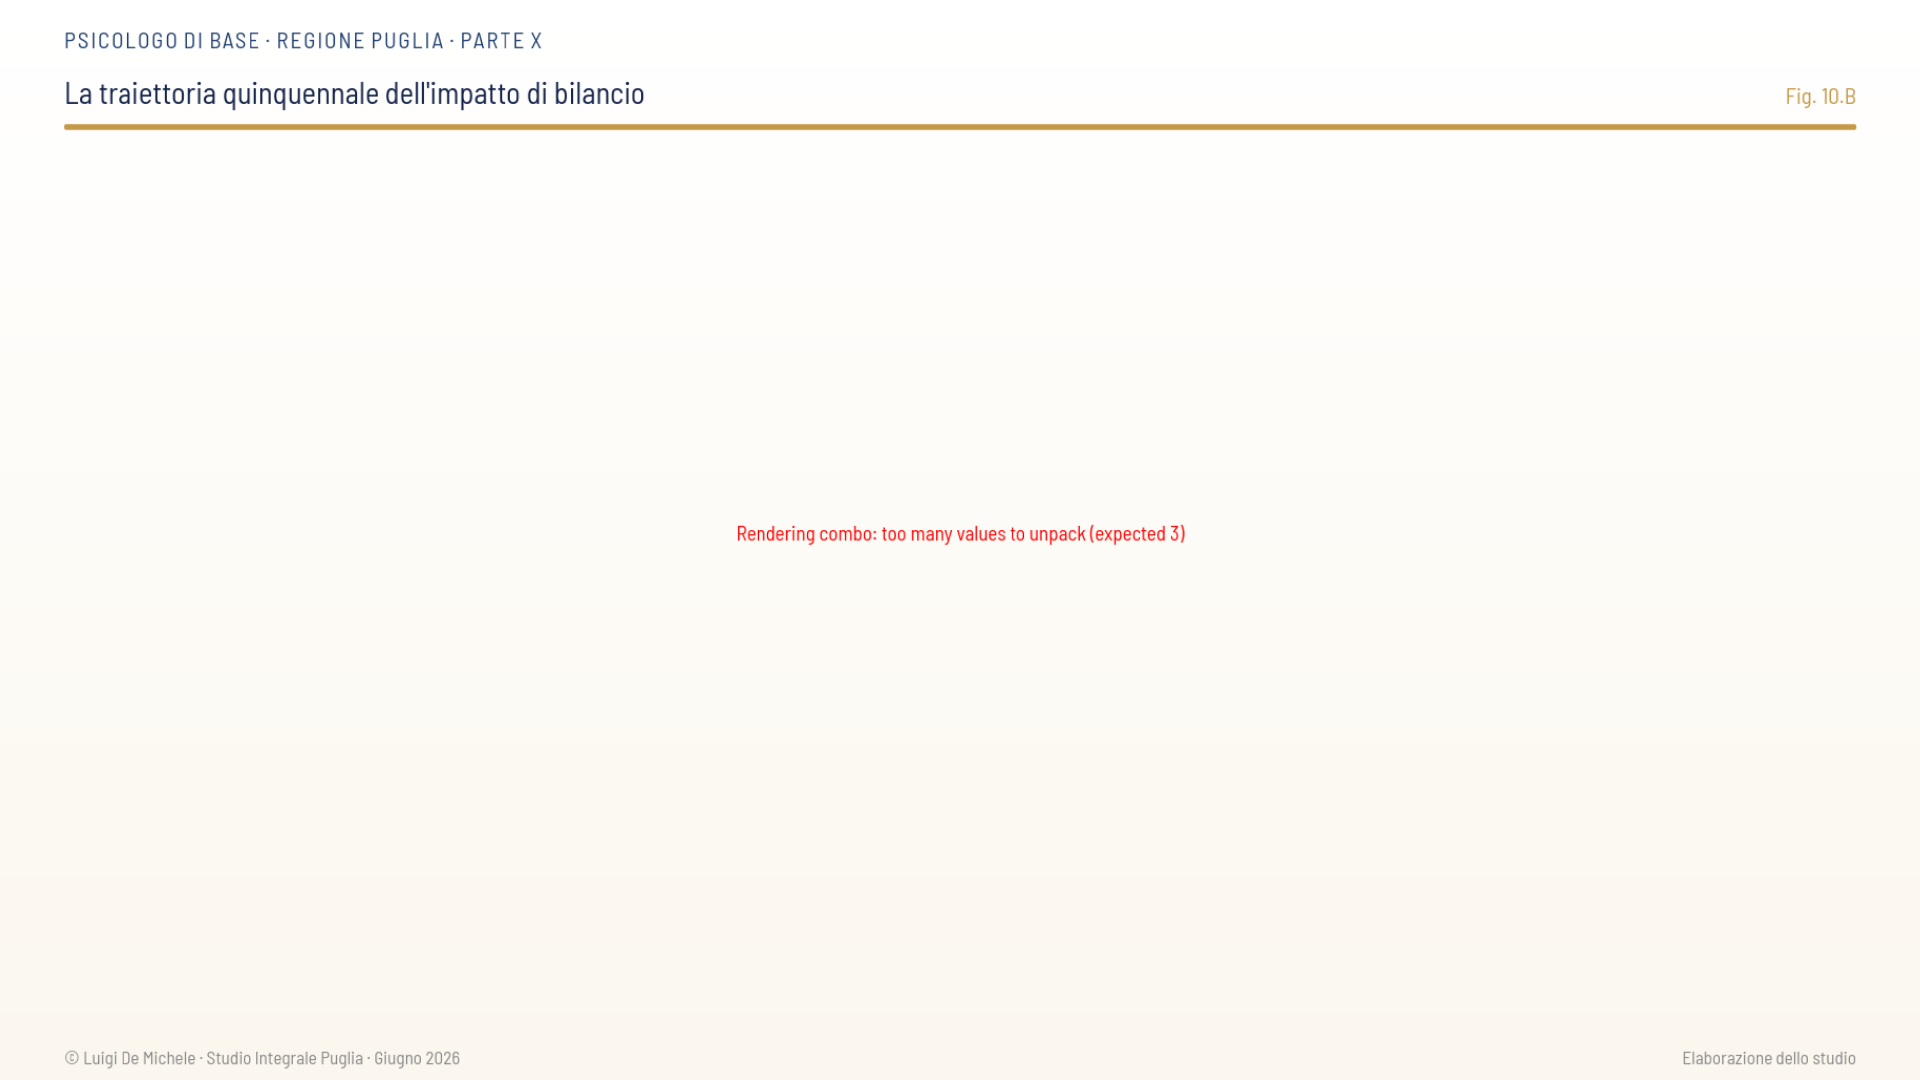 PSICOLOGO DI BASE · REGIONE PUGLIA · PARTE X
La traiettoria quinquennale dell'impatto di bilancio
Fig. 10.B
Rendering combo: too many values to unpack (expected 3)
© Luigi De Michele · Studio Integrale Puglia · Giugno 2026
Elaborazione dello studio